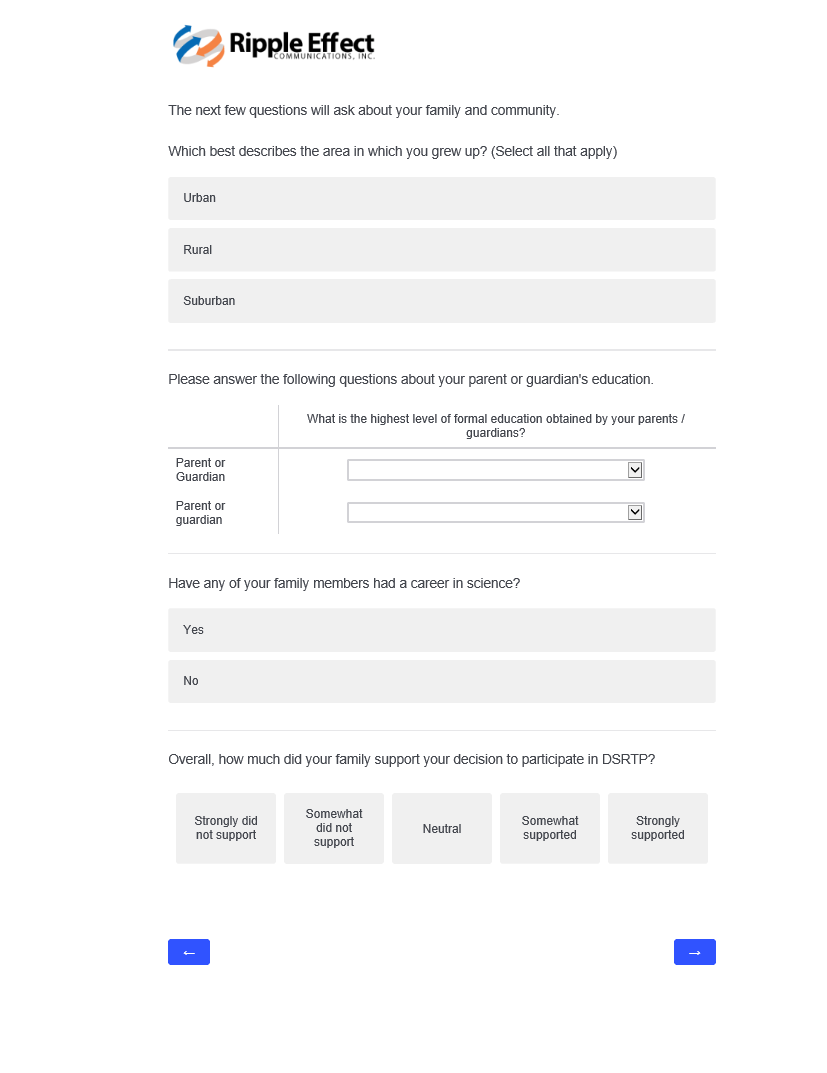 Ripple Effect
COMMUNICATIONS, INC.
The next few questions will ask about your family and community.
Which best describes the area in which you grew up? (Select all that apply)
Urban
Rural
Suburban
Please answer the following questions about your parent or guardian's education.
What is the highest level of formal education obtained by your parents /
guardians?
Parent or
Guardian
Parent or
guardian
Have any of your family members had a career in science?
Yes
No
Overall, how much did your family support your decision to participate in DSRTP?
Strongly did
not support
Somewhat
did not
support
Neutral
Somewhat
supported
Strongly
supported
←
→